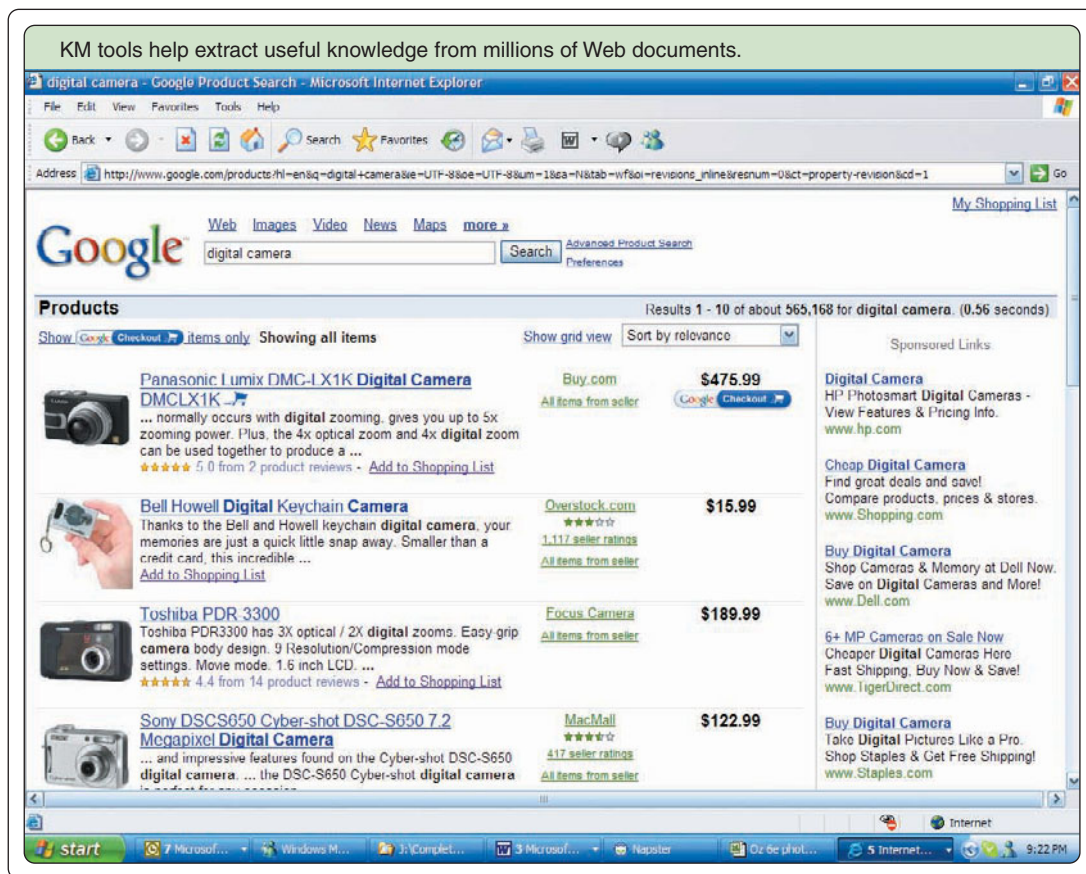 KM tools help extract useful knowledge from millions of Web documents.
digital camera - Google Product Search - Microsoft Internet Explorer
File Edit View Favorites Tools Help
Back Search Favorites
Address http://www.google.com/products?hl=en&q=digital+camera&ie=UTF-8&oe=UTF-8&um=1&sa=N&tab=wf&oi=revisions_inline&resnum=0&ct=property-revision&cd=1 Go
My Shopping List
Web Images Video News Maps more »
Google digital camera Search Advanced Product Search
Preferences
Products Results 1 - 10 of about 565,168 for digital camera. (0.56 seconds)
Show Google Checkout items only Showing all items Show grid view Sort by relevance
Panasonic Lumix DMC-LX1K Digital Camera
DMCLX1K
... normally occurs with digital zooming, gives you up to 5x
zooming power. Plus, the 4x optical zoom and 4x digital zoom
can be used together to produce a ...
5.0 from 2 product reviews - Add to Shopping List
Buy.com
All items from seller
$475.99
Google Checkout
Bell Howell Digital Keychain Camera
Thanks to the Bell and Howell keychain digital camera, your
memories are just a quick little snap away. Smaller than a
credit card, this incredible ...
Add to Shopping List
Overstock.com
1,117 seller ratings
All items from seller
$15.99
Toshiba PDR 3300
Toshiba PDR3300 has 3X optical / 2X digital zooms. Easy-grip
camera body design. 9 Resolution/Compression mode
settings. Movie mode. 1.6 inch LCD. ...
4.4 from 14 product reviews - Add to Shopping List
Focus Camera
All items from seller
$189.99
Sony DSCS650 Cyber-shot DSC-S650 7.2
Megapixel Digital Camera
... and impressive features found on the Cyber-shot DSC-S650
digital camera. ... the DSC-S650 Cyber-shot digital camera
is perfect for any occasion
MacMall
417 seller ratings
All items from seller
$122.99
Sponsored Links
Digital Camera
HP Photosmart Digital Cameras -
View Features & Pricing Info.
www.hp.com
Cheap Digital Camera
Find great deals and save!
Compare products, prices & stores.
www.Shopping.com
Buy Digital Camera
Shop Cameras & Memory at Dell Now.
Save on Digital Cameras and More!
www.Dell.com
6+ MP Cameras on Sale Now
Cheaper Digital Cameras Here
Fast Shipping, Buy Now & Save!
www.TigerDirect.com
Buy Digital Camera
Take Digital Pictures Like a Pro.
Shop Staples & Get Free Shipping!
www.Staples.com
Internet
start 7 Microsof... Windows M... J:\Complet... 3 Microsof... Napster Oz 6e phot... 5 Internet... 9:22 PM